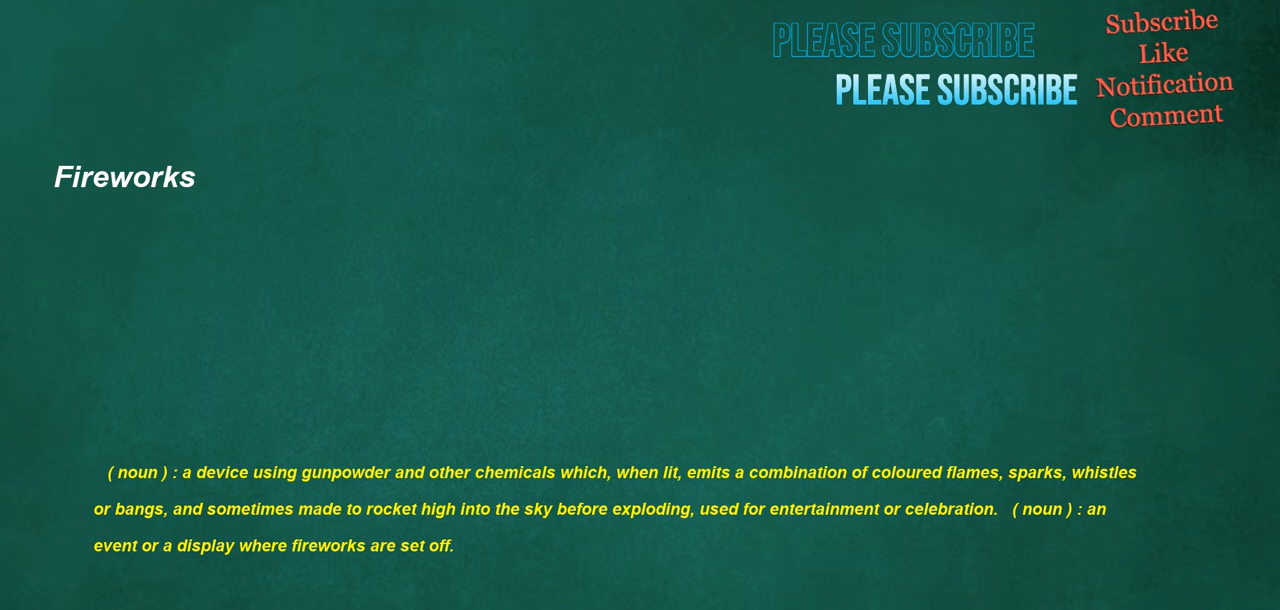 PLEASE SUBSCRIBE
PLEASE SUBSCRIBE
Subscribe
Like
Notification
Comment
Fireworks
( noun ) : a device using gunpowder and other chemicals which, when lit, emits a combination of coloured flames, sparks, whistles
or bangs, and sometimes made to rocket high into the sky before exploding, used for entertainment or celebration. ( noun ) : an
event or a display where fireworks are set off.